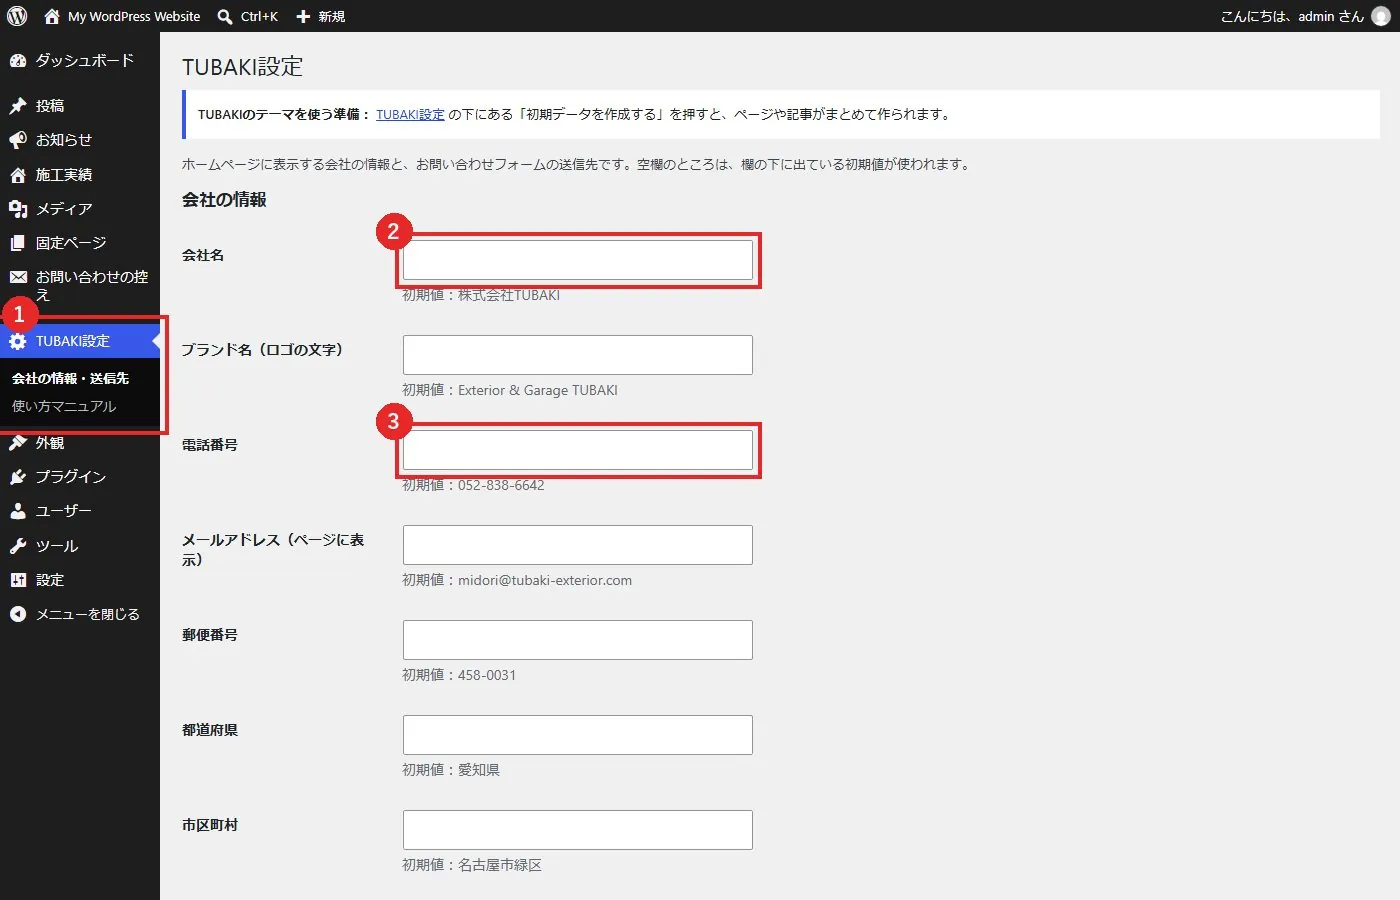 My WordPress Website
Ctrl+K
新規
こんにちは、admin さん
ダッシュボード
投稿
お知らせ
施工実績
メディア
固定ページ
お問い合わせの控え
1
TUBAKI設定
会社の情報・送信先
使い方マニュアル
外観
プラグイン
ユーザー
ツール
設定
メニューを閉じる
TUBAKI設定
TUBAKIのテーマを使う準備： TUBAKI設定 の下にある「初期データを作成する」を押すと、ページや記事がまとめて作られます。
ホームページに表示する会社の情報と、お問い合わせフォームの送信先です。空欄のところは、欄の下に出ている初期値が使われます。
会社の情報
2
会社名
初期値：株式会社TUBAKI
ブランド名（ロゴの文字）
初期値：Exterior & Garage TUBAKI
3
電話番号
初期値：052-838-6642
メールアドレス（ページに表示）
初期値：midori@tubaki-exterior.com
郵便番号
初期値：458-0031
都道府県
初期値：愛知県
市区町村
初期値：名古屋市緑区